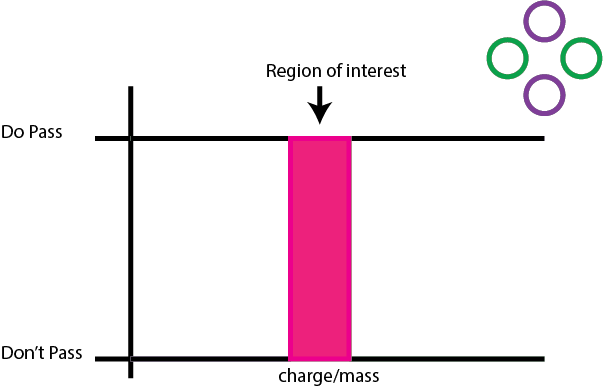 Region of interest
Do Pass
Don't Pass
charge/mass